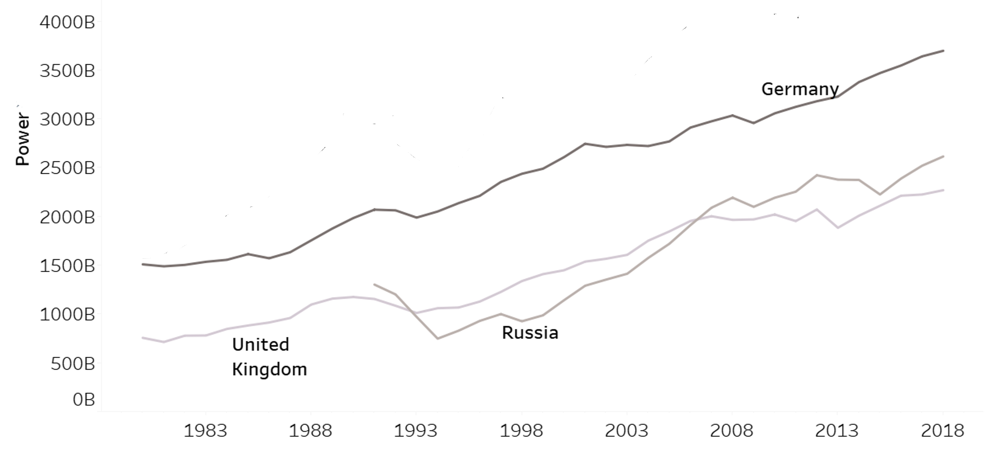 4000B
3500B
3000B
2500B
2000B
1500B
1000B
500B
0B
Power
Germany
Russia
United
Kingdom
1983 1988 1993 1998 2003 2008 2013 2018